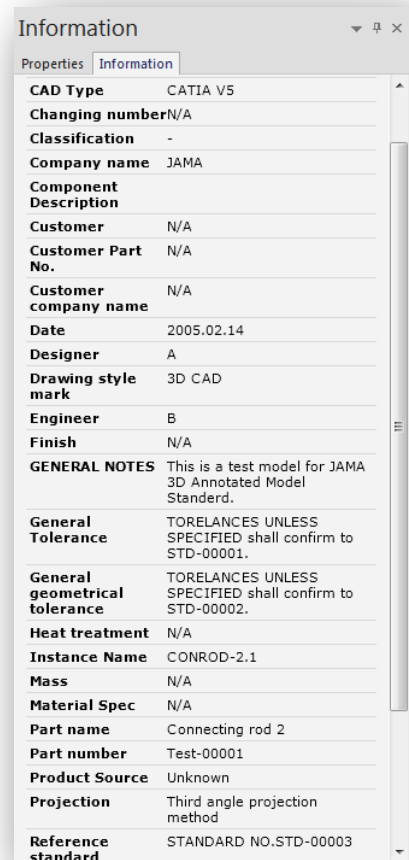 Information
Properties Information
CAD Type CATIA V5
Changing number N/A
Classification -
Company name JAMA
Component
Description
Customer N/A
Customer Part N/A
No.
Customer N/A
company name
Date 2005.02.14
Designer A
Drawing style 3D CAD
mark
Engineer B
Finish N/A
GENERAL NOTES This is a test model for JAMA
3D Annotated Model
Standerd.
General TORELANCES UNLESS
Tolerance SPECIFIED shall confirm to
STD-00001.
General TORELANCES UNLESS
geometrical SPECIFIED shall confirm to
tolerance STD-00002.
Heat treatment N/A
Instance Name CONROD-2.1
Mass N/A
Material Spec N/A
Part name Connecting rod 2
Part number Test-00001
Product Source Unknown
Projection Third angle projection
method
Reference STANDARD NO.STD-00003
standard